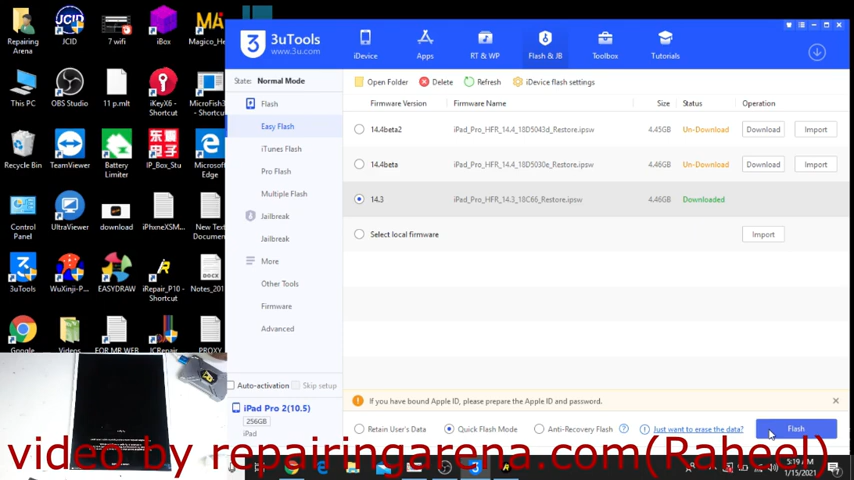 Repairing Arena
JCID
7 wifi
iBox
Magico_He
This PC
OBS Studio
11 p.mlt
iKeyX6 - Shortcut
MicroFish3
Recycle Bin
TeamViewer
Battery Limiter
IP_Box_Stu
Microsoft Edge
Control Panel
UltraViewer
download
iPhoneXSM...
New Text Document
3uTools
WuXinji-P...
EASYDRAW
iRepair_P10 - Shortcut
Notes_201
Google
Videos
FOR MR WEB
JCRepair
PROXY
3uTools
www.3u.com
iDevice
Apps
RT & WP
Flash & JB
Toolbox
Tutorials
State: Normal Mode
Flash
Easy Flash
iTunes Flash
Pro Flash
Multiple Flash
Jailbreak
Jailbreak
More
Other Tools
Firmware
Advanced
Auto-activation
Skip setup
iPad Pro 2(10.5)
256GB
iPad
Open Folder
Delete
Refresh
iDevice flash settings
Firmware Version Firmware Name Size Status Operation
14.4beta2 iPad_Pro_HFR_14.4_18D5043d_Restore.ipsw 4.45GB Un-Download Download Import
14.4beta iPad_Pro_HFR_14.4_18D5030e_Restore.ipsw 4.46GB Un-Download Download Import
14.3 iPad_Pro_HFR_14.3_18C66_Restore.ipsw 4.46GB Downloaded
Select local firmware Import
If you have bound Apple ID, please prepare the Apple ID and password.
Retain User's Data Quick Flash Mode Anti-Recovery Flash Just want to erase the data? Flash
video by repairingarena.com(Raheel)
5:19 AM
1/15/2021